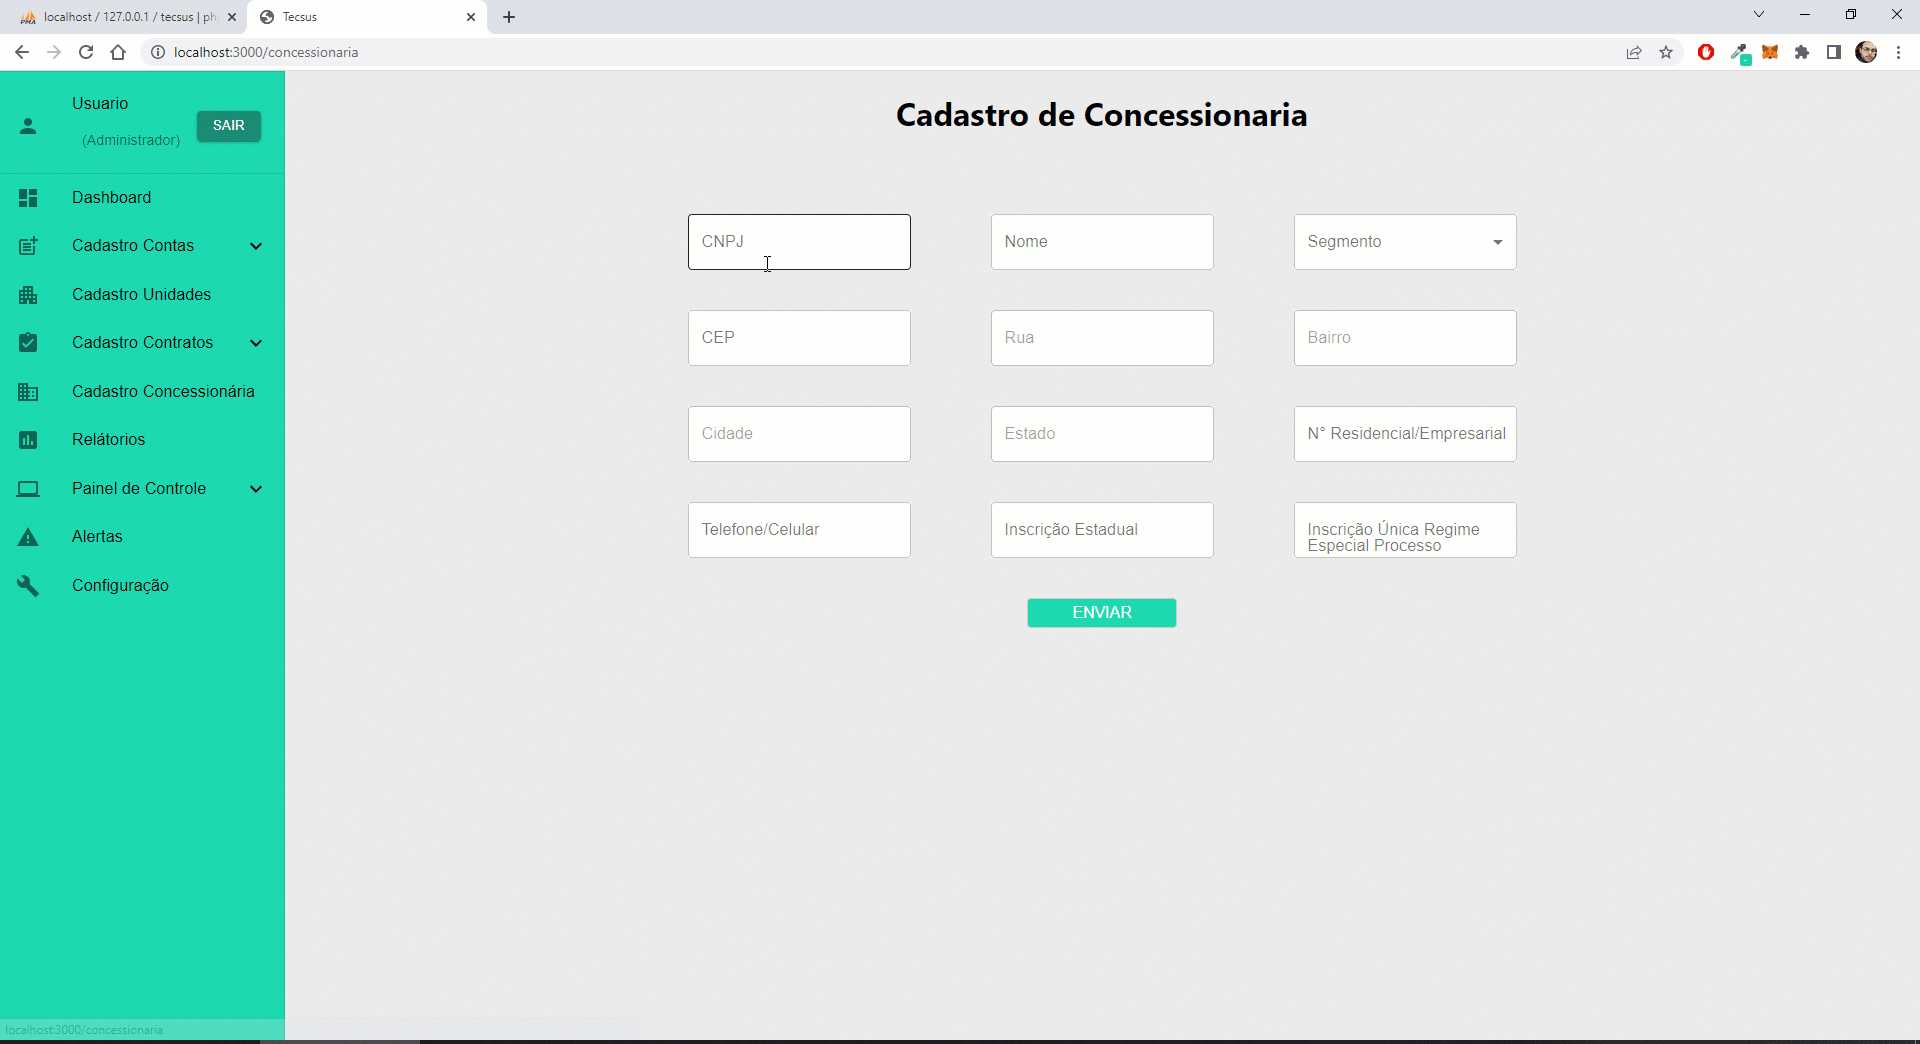 localhost / 127.0.0.1 / tecsus | ph
Tecsus
localhost:3000/concessionaria
Usuario
(Administrador)
SAIR
Dashboard
Cadastro Contas
Cadastro Unidades
Cadastro Contratos
Cadastro Concessionária
Relátorios
Painel de Controle
Alertas
Configuração
Cadastro de Concessionaria
CNPJ
Nome
Segmento
CEP
Rua
Bairro
Cidade
Estado
N° Residencial/Empresarial
Telefone/Celular
Inscrição Estadual
Inscrição Única Regime
Especial Processo
ENVIAR
localhost:3000/concessionaria